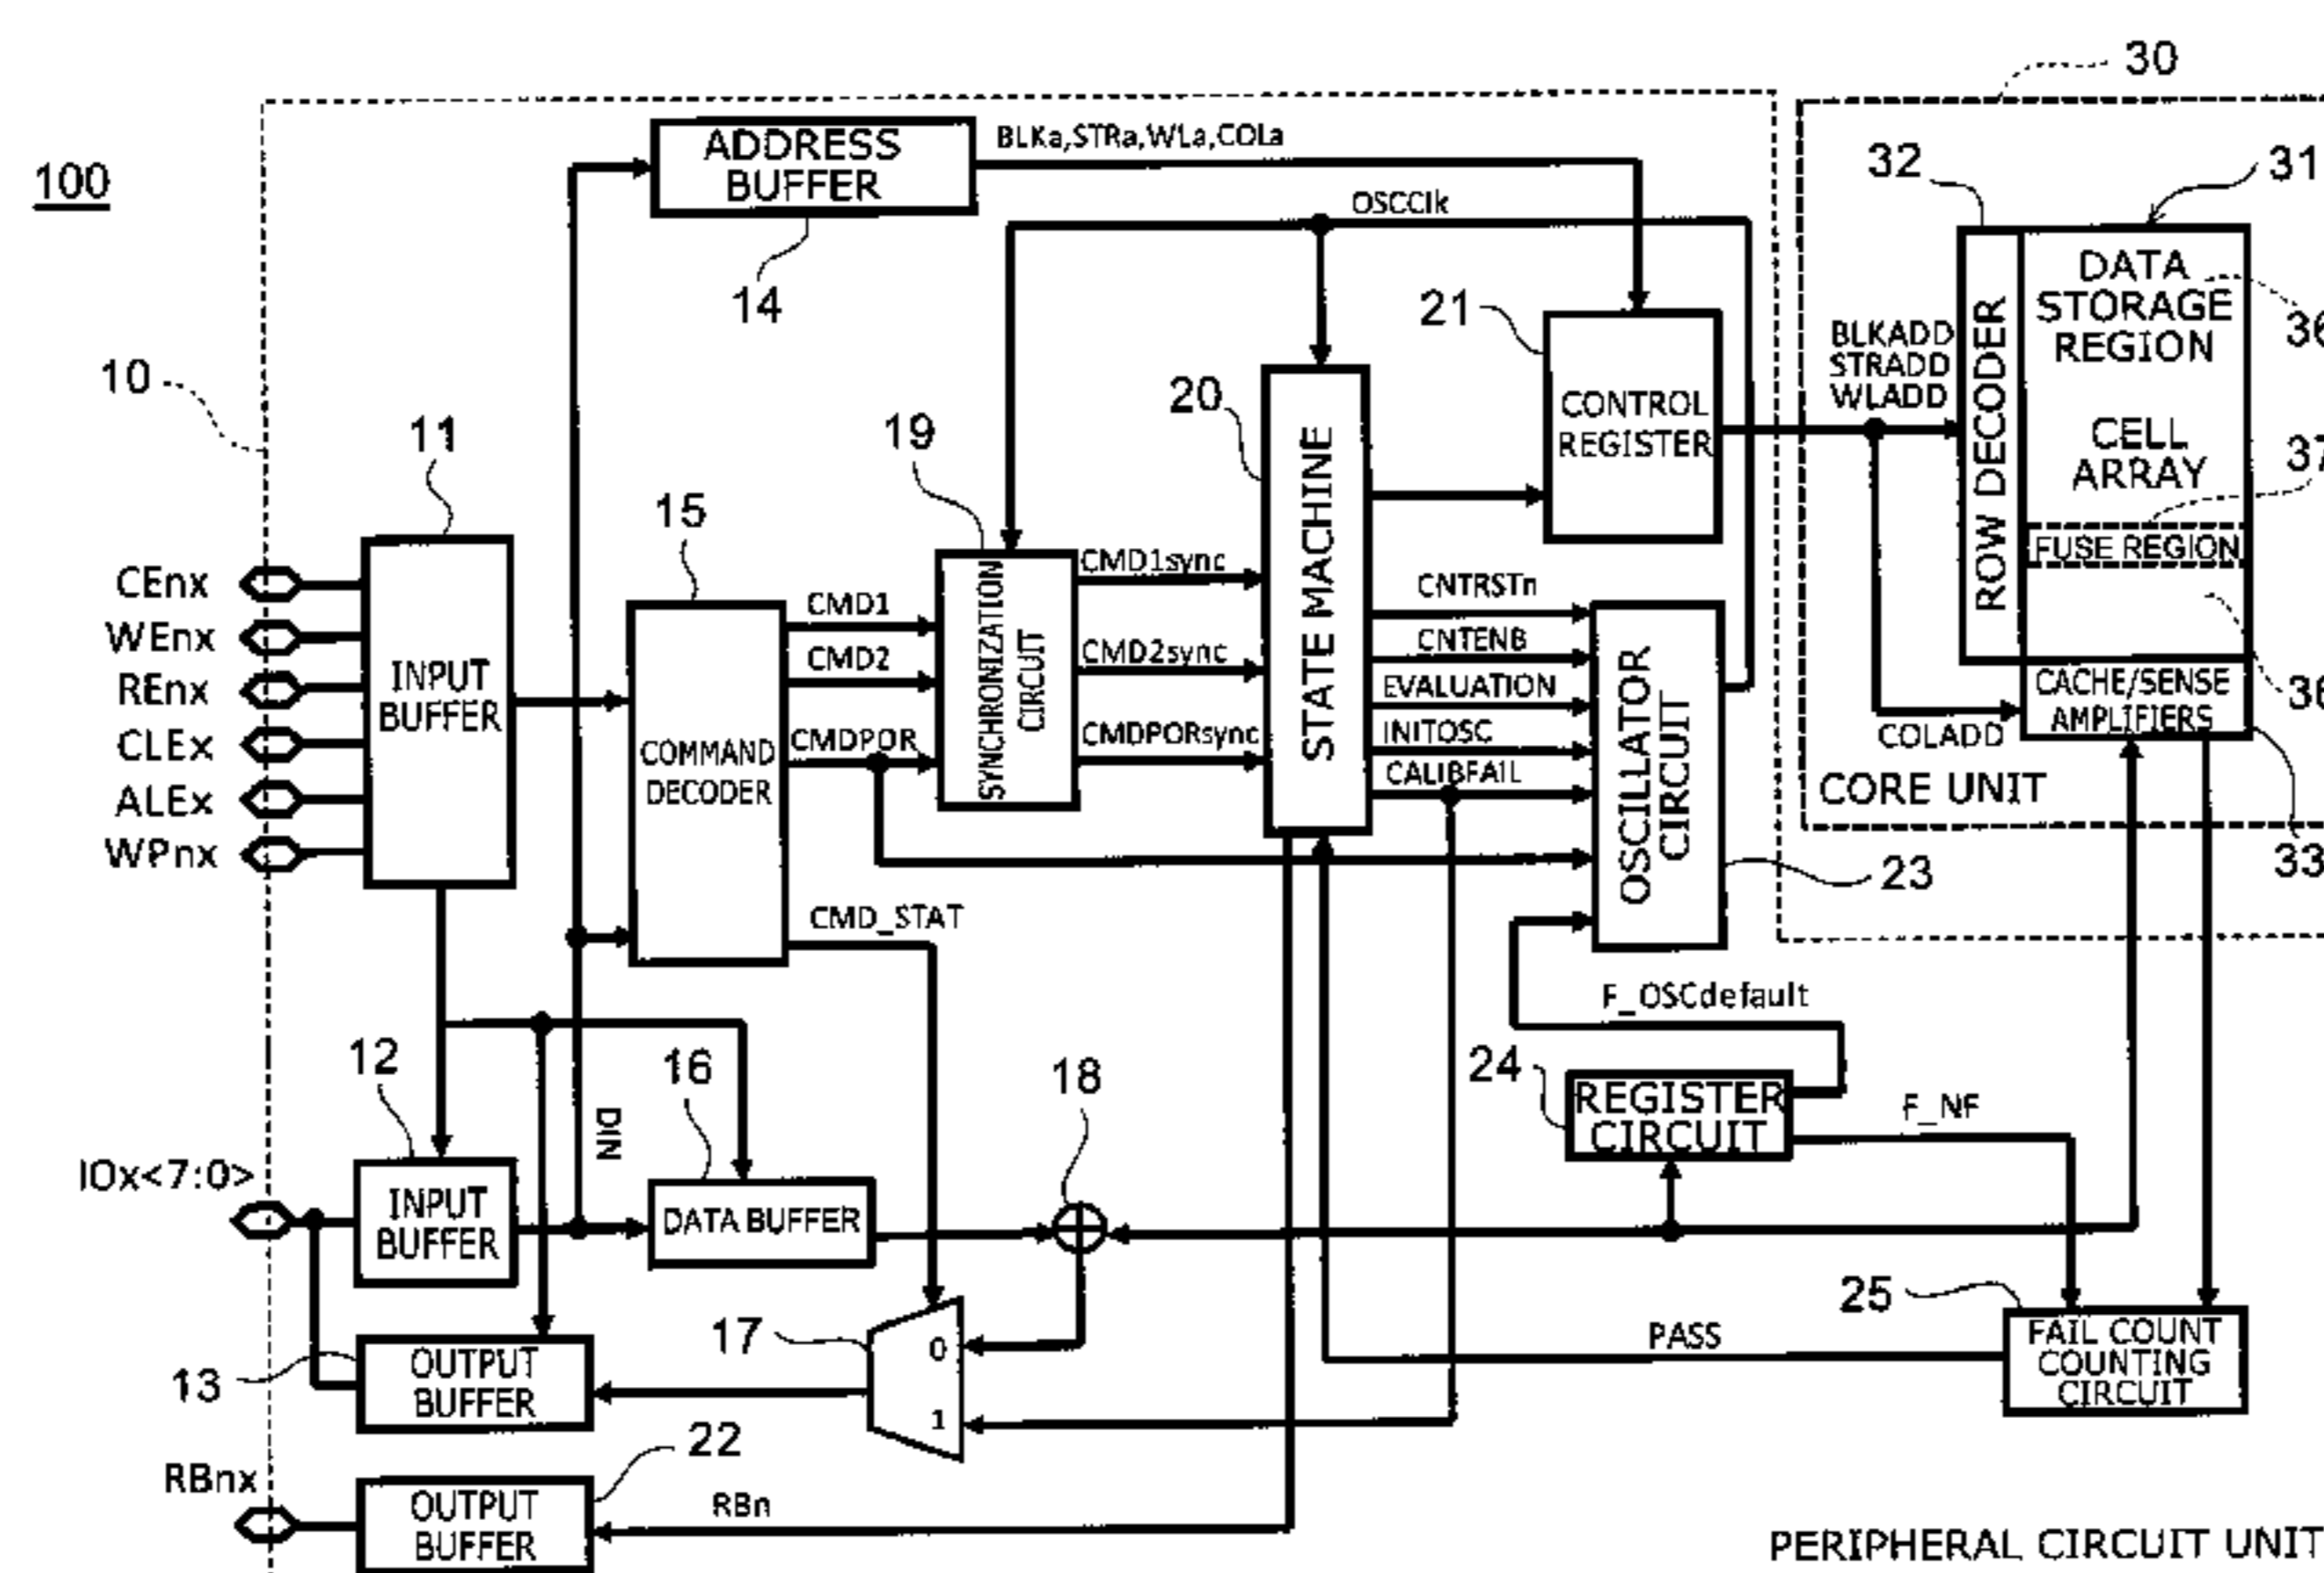 30
100
ADDRESS
BUFFER
BLKa,STRa,WLa,COLa
14
OSCClk
32
31
10
11
15
19
20
21
CONTROL
REGISTER
BLKADD
STRADD
WLADD
ROW DECODER
DATA
STORAGE
REGION
CELL
ARRAY
FUSE REGION
CACHE/SENSE
AMPLIFIERS
COLADD
CORE UNIT
33
CEnx
WEnx
REnx
CLEx
ALEx
WPnx
INPUT
BUFFER
COMMAND
DECODER
CMD1
CMD2
CMDPOR
CMD_STAT
SYNCHRONIZATION
CIRCUIT
CMD1sync
CMD2sync
CMDPORsync
STATE MACHINE
CNTRSTn
CNTENB
EVALUATION
INITOSC
CALIBFAIL
OSCILLATOR
CIRCUIT
23
F_OSCdefault
12
DIN
16
18
24
REGISTER
CIRCUIT
F_NF
IOx<7:0>
INPUT
BUFFER
DATA BUFFER
17
0
1
25
FAIL COUNT
COUNTING
CIRCUIT
PASS
13
OUTPUT
BUFFER
22
RBnx
OUTPUT
BUFFER
RBn
PERIPHERAL CIRCUIT UNIT